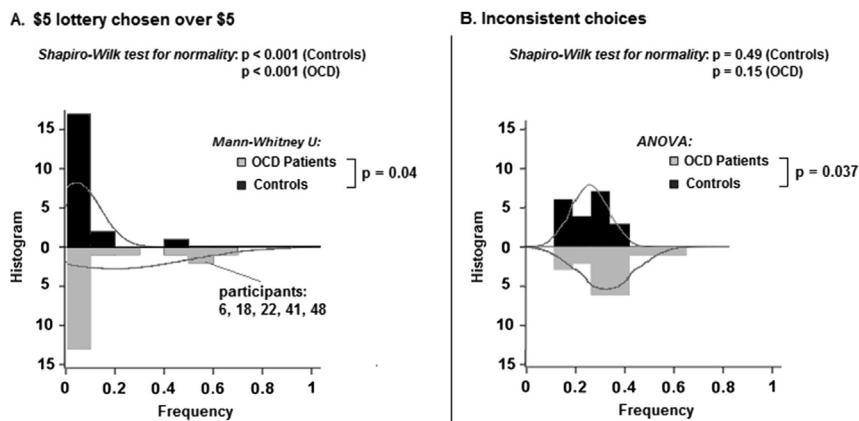 A. $5 lottery chosen over $5
Shapiro-Wilk test for normality: p < 0.001 (Controls)
p < 0.001 (OCD)
Mann-Whitney U:
OCD Patients
Controls
p = 0.04
15
10
5
0
5
10
15
Histogram
participants:
6, 18, 22, 41, 48
0 0.2 0.4 0.6 0.8 1
Frequency
B. Inconsistent choices
Shapiro-Wilk test for normality: p = 0.49 (Controls)
p = 0.15 (OCD)
ANOVA:
OCD Patients
Controls
p = 0.037
15
10
5
0
5
10
15
Histogram
0 0.2 0.4 0.6 0.8 1
Frequency